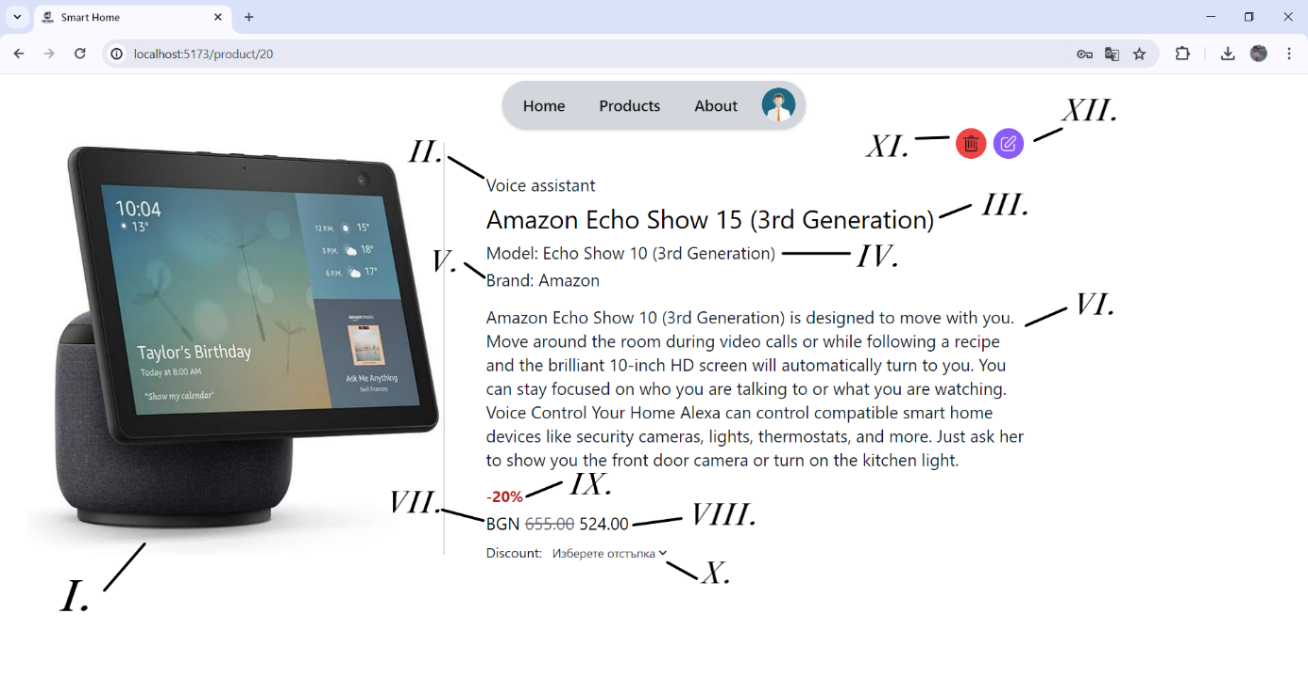 Smart Home
localhost:5173/product/20
Home Products About
XI.
XII.
II.
Voice assistant
Amazon Echo Show 15 (3rd Generation)
III.
Model: Echo Show 10 (3rd Generation)
IV.
V.
Brand: Amazon
Amazon Echo Show 10 (3rd Generation) is designed to move with you.
Move around the room during video calls or while following a recipe
and the brilliant 10-inch HD screen will automatically turn to you. You
can stay focused on who you are talking to or what you are watching.
Voice Control Your Home Alexa can control compatible smart home
devices like security cameras, lights, thermostats, and more. Just ask her
to show you the front door camera or turn on the kitchen light.
VI.
-20%
IX.
VII.
BGN 655.00 524.00
VIII.
Discount: Изберете отстъпка
X.
I.
10:04
13°
12 P.M. 15°
3 P.M. 18°
6 P.M. 17°
Taylor's Birthday
Today at 8:00 AM
"Show my calendar"
amazon music
Ask Me Anything